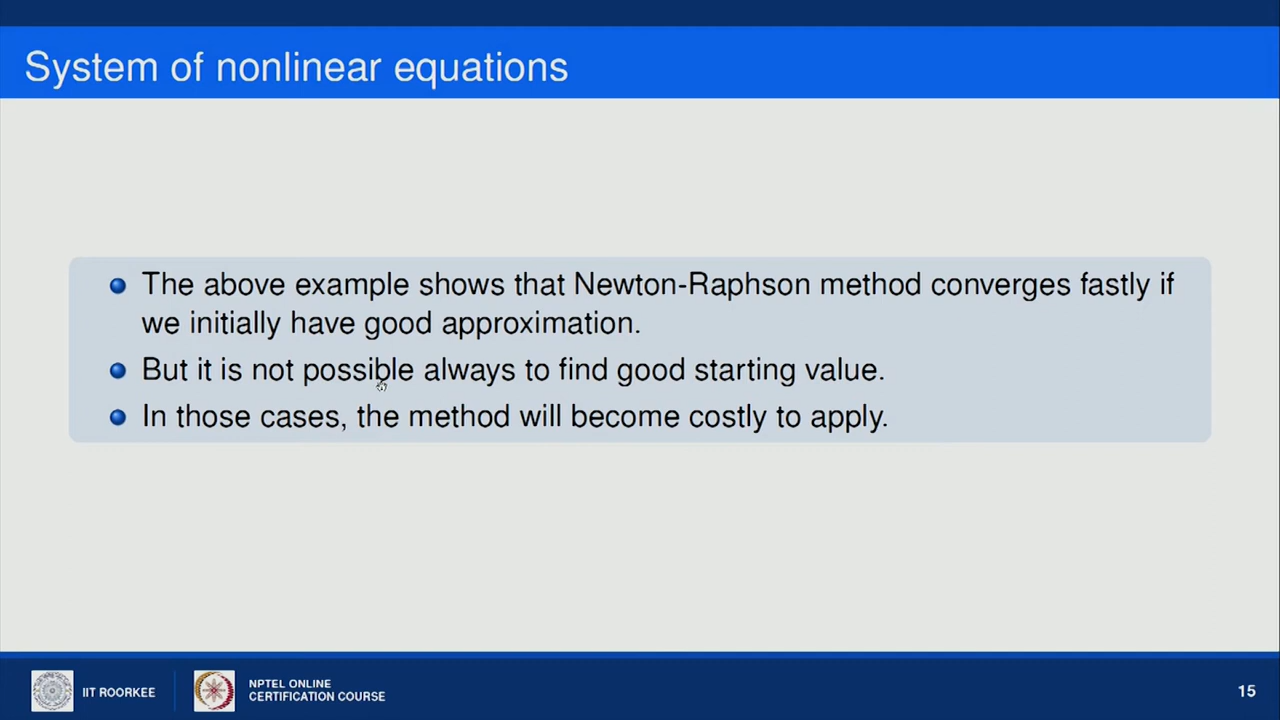 System of nonlinear equations
The above example shows that Newton-Raphson method converges fastly if
we initially have good approximation.
But it is not possible always to find good starting value.
In those cases, the method will become costly to apply.
IIT ROORKEE
NPTEL ONLINE
CERTIFICATION COURSE
15